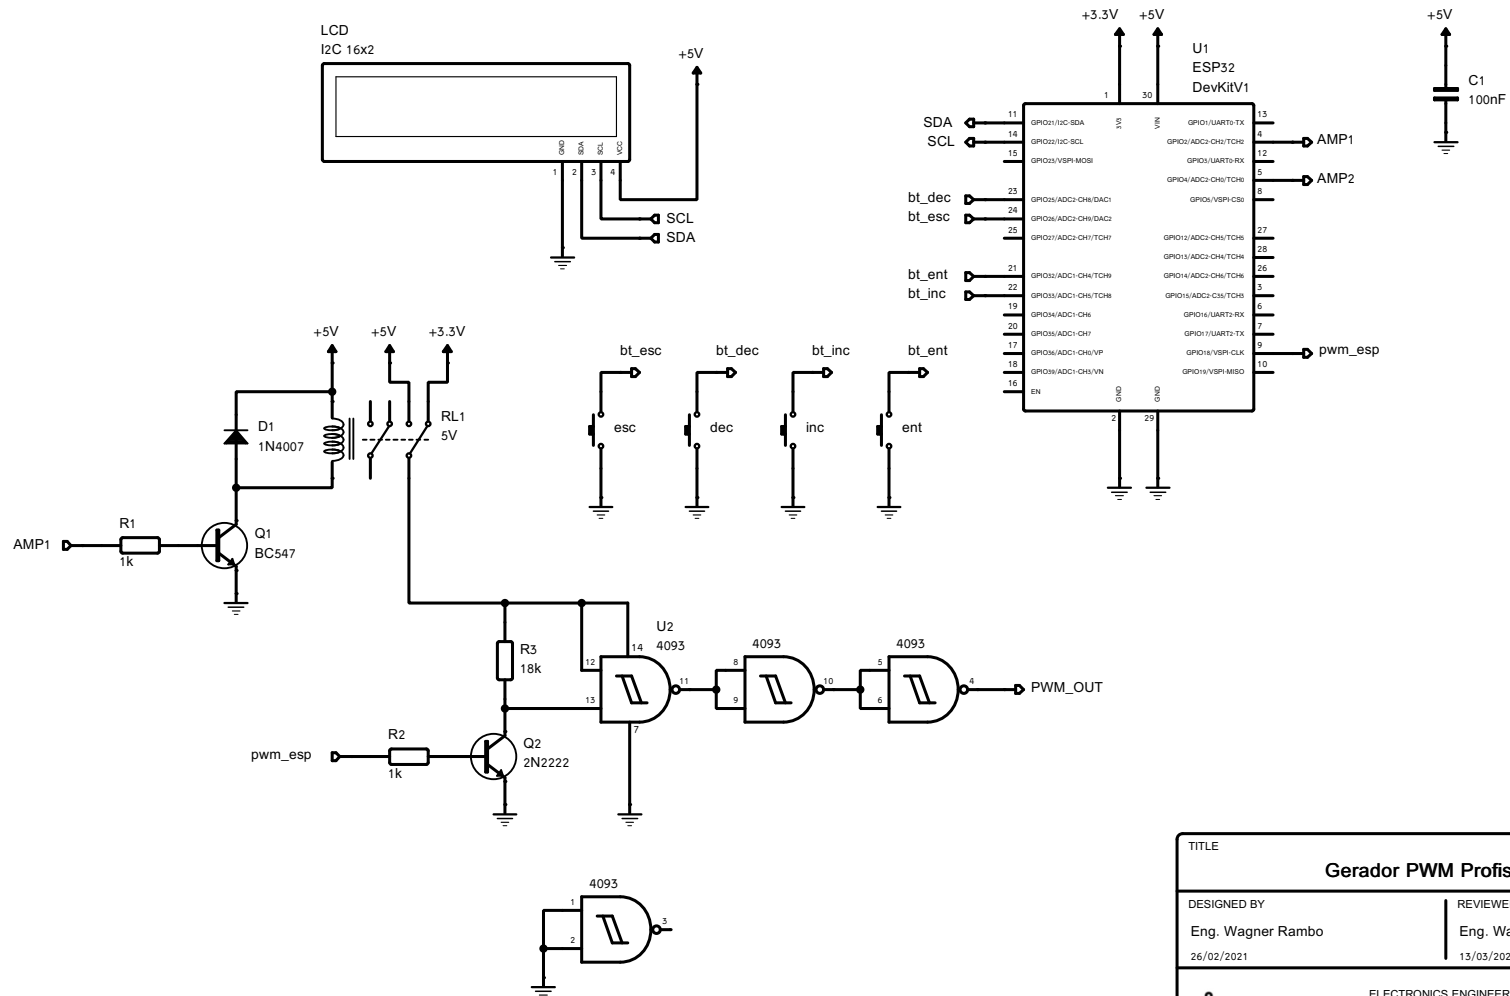 LCD
I2C 16x2
+5V
GND
SDA
SCL
VCC
1
2
3
4
SCL
SDA
+3.3V
+5V
U1
ESP32
DevKitV1
1
30
3V3
VIN
SDA
11
GPIO21/I2C-SDA
SCL
14
GPIO22/I2C-SCL
15
GPIO23/VSPI-MOSI
bt_dec
23
GPIO25/ADC2-CH8/DAC1
bt_esc
24
GPIO26/ADC2-CH9/DAC2
25
GPIO27/ADC2-CH7/TCH7
bt_ent
21
GPIO32/ADC1-CH4/TCH9
bt_inc
22
GPIO33/ADC1-CH5/TCH8
19
GPIO34/ADC1-CH6
20
GPIO35/ADC1-CH7
17
GPIO36/ADC1-CH0/VP
18
GPIO39/ADC1-CH3/VN
16
EN
GPIO1/UART0-TX
13
GPIO2/ADC2-CH2/TCH2
4
AMP1
GPIO3/UART0-RX
12
GPIO4/ADC2-CH0/TCH0
5
AMP2
GPIO5/VSPI-CS0
8
GPIO12/ADC2-CH5/TCH5
27
GPIO13/ADC2-CH4/TCH4
28
GPIO14/ADC2-CH6/TCH6
26
GPIO15/ADC2-C35/TCH3
3
GPIO16/UART2-RX
6
GPIO17/UART2-TX
7
GPIO18/VSPI-CLK
9
pwm_esp
GPIO19/VSPI-MISO
10
GND
GND
2
29
+5V
C1
100nF
+5V
+5V
+3.3V
D1
1N4007
RL1
5V
bt_esc
bt_dec
bt_inc
bt_ent
esc
dec
inc
ent
AMP1
R1
1k
Q1
BC547
R3
18k
U2
4093
14
12
13
11
7
4093
8
9
10
4093
5
6
4
PWM_OUT
pwm_esp
R2
1k
Q2
2N2222
4093
1
2
3
TITLE
Gerador PWM Profis
DESIGNED BY
REVIEWE
Eng. Wagner Rambo
Eng. Wa
26/02/2021
13/03/202
ELECTRONICS ENGINEER